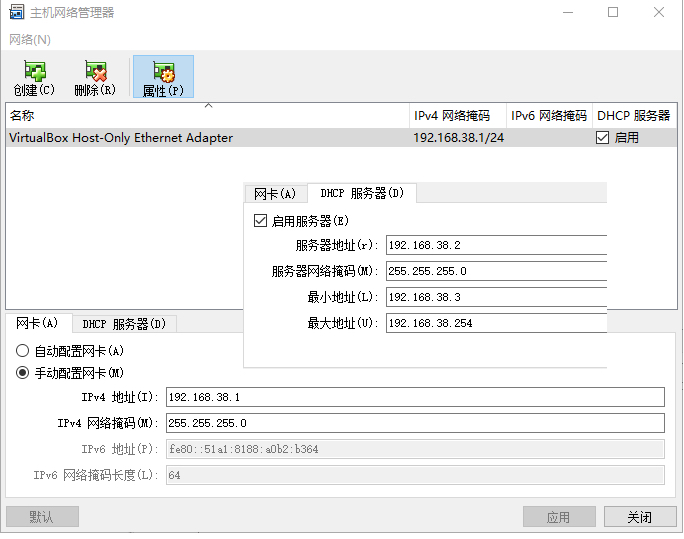 主机网络管理器
网络(N)
创建(C) 删除(R) 属性(P)
名称 IPv4 网络掩码 IPv6 网络掩码 DHCP 服务器
VirtualBox Host-Only Ethernet Adapter 192.168.38.1/24 启用
网卡(A) DHCP 服务器(D)
启用服务器(E)
服务器地址(r): 192.168.38.2
服务器网络掩码(M): 255.255.255.0
最小地址(L): 192.168.38.3
最大地址(U): 192.168.38.254
网卡(A) DHCP 服务器(D)
自动配置网卡(A)
手动配置网卡(M)
IPv4 地址(I): 192.168.38.1
IPv4 网络掩码(M): 255.255.255.0
IPv6 地址(P): fe80::51a1:8188:a0b2:b364
IPv6 网络掩码长度(L): 64
默认 应用 关闭